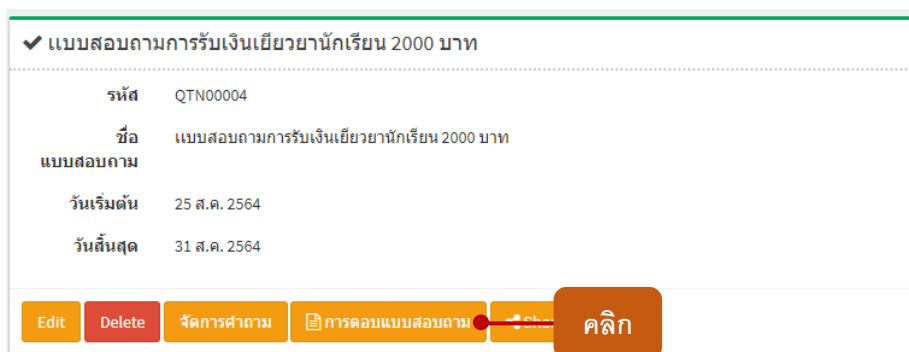 แบบสอบถามการรับเงินเยียวยานักเรียน 2000 บาท
รหัส QTN00004
ชื่อ แบบสอบถามการรับเงินเยียวยานักเรียน 2000 บาท
แบบสอบถาม
วันเริ่มต้น 25 ส.ค. 2564
วันสิ้นสุด 31 ส.ค. 2564
Edit Delete จัดการคำถาม การตอบแบบสอบถาม คลิก